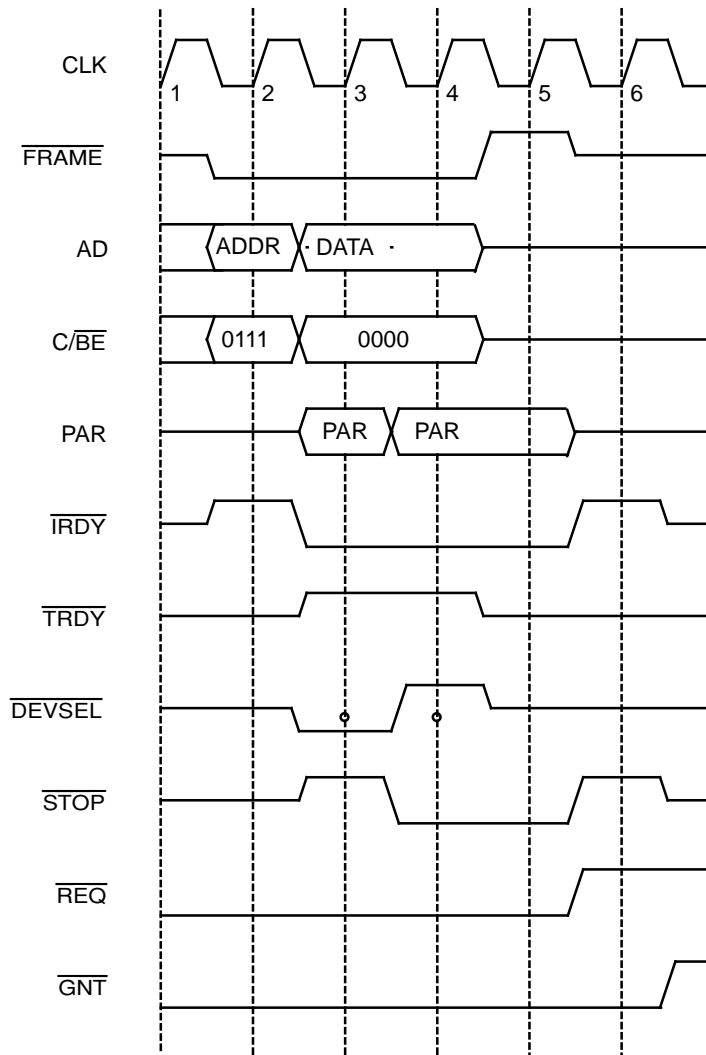 CLK
1 2 3 4 5 6
FRAME
AD
ADDR DATA
C/BE
0111 0000
PAR
PAR PAR
IRDY
TRDY
DEVSEL
STOP
REQ
GNT